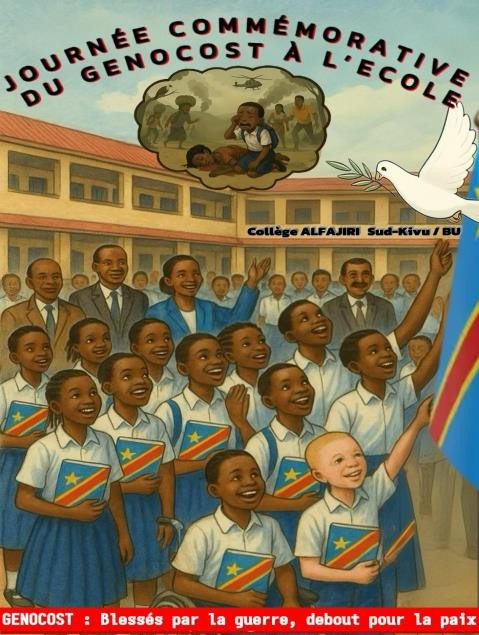 JOURNÉE COMMÉMORATIVE
DU GENOCOST À L'ECOLE
Collège ALFAJIRI Sud-Kivu / BU
GENOCOST : Blessés par la guerre, debout pour la paix